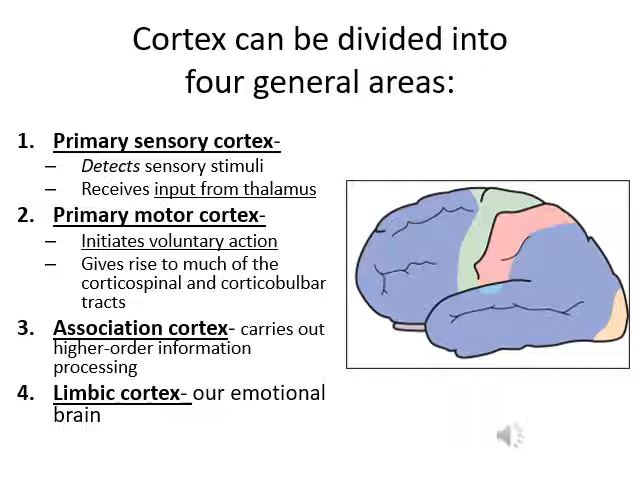 Cortex can be divided into
four general areas:
1. Primary sensory cortex-
– Detects sensory stimuli
– Receives input from thalamus
2. Primary motor cortex-
– Initiates voluntary action
– Gives rise to much of the
corticospinal and corticobulbar
tracts
3. Association cortex- carries out
higher-order information
processing
4. Limbic cortex- our emotional
brain